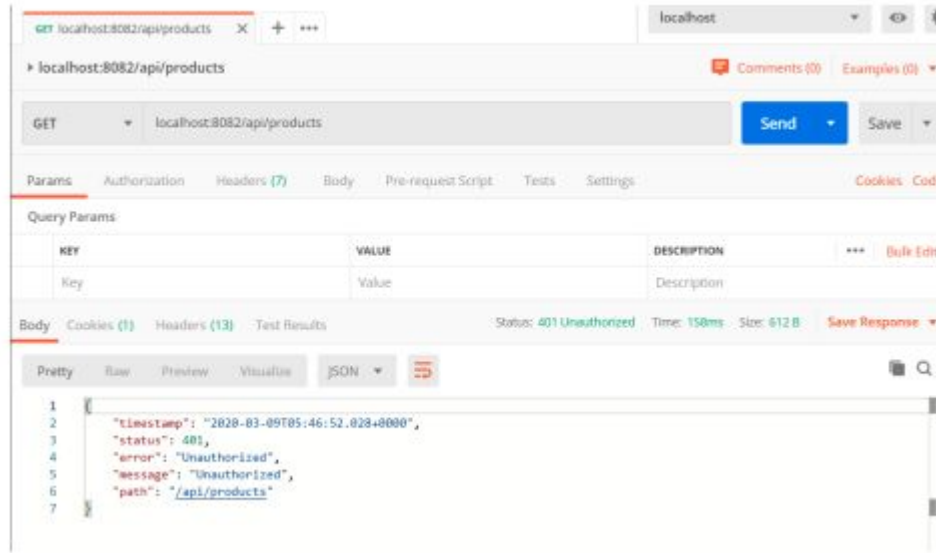 GET localhost:8082/api/products X + •••
localhost
localhost:8082/api/products
Comments (0) Examples (0)
GET localhost:8082/api/products Send Save
Params Authorization Headers (7) Body Pre-request Script Tests Settings Cookies Cod
Query Params
KEY VALUE DESCRIPTION ••• Bulk Edit
Key Value Description
Body Cookies (1) Headers (13) Test Results Status: 401 Unauthorized Time: 158ms Size: 612 B Save Response
Pretty Raw Preview Visualize JSON
1 {
2 "timestamp": "2020-03-09T05:46:52.028+0000",
3 "status": 401,
4 "error": "Unauthorized",
5 "message": "Unauthorized",
6 "path": "/api/products"
7 }